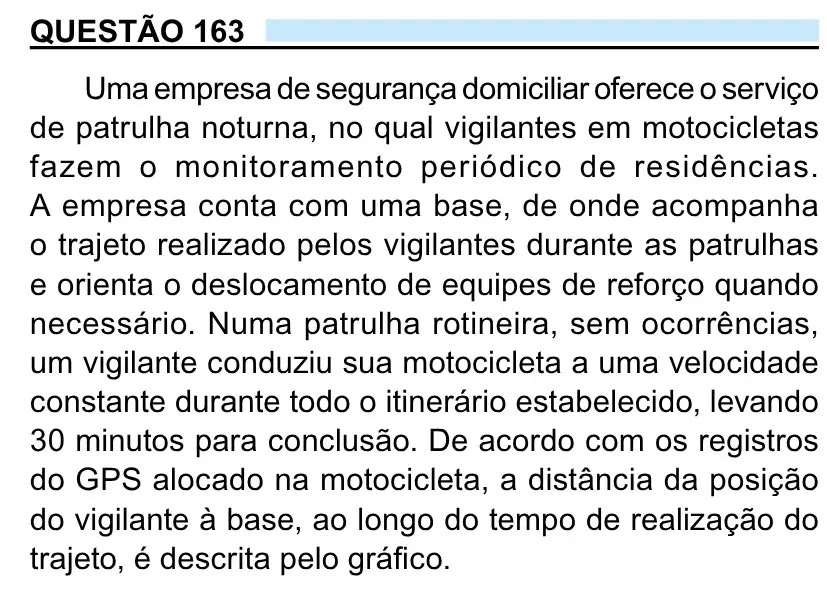 QUESTÃO 163
Uma empresa de segurança domiciliar oferece o serviço
de patrulha noturna, no qual vigilantes em motocicletas
fazem o monitoramento periódico de residências.
A empresa conta com uma base, de onde acompanha
o trajeto realizado pelos vigilantes durante as patrulhas
e orienta o deslocamento de equipes de reforço quando
necessário. Numa patrulha rotineira, sem ocorrências,
um vigilante conduziu sua motocicleta a uma velocidade
constante durante todo o itinerário estabelecido, levando
30 minutos para conclusão. De acordo com os registros
do GPS alocado na motocicleta, a distância da posição
do vigilante à base, ao longo do tempo de realização do
trajeto, é descrita pelo gráfico.